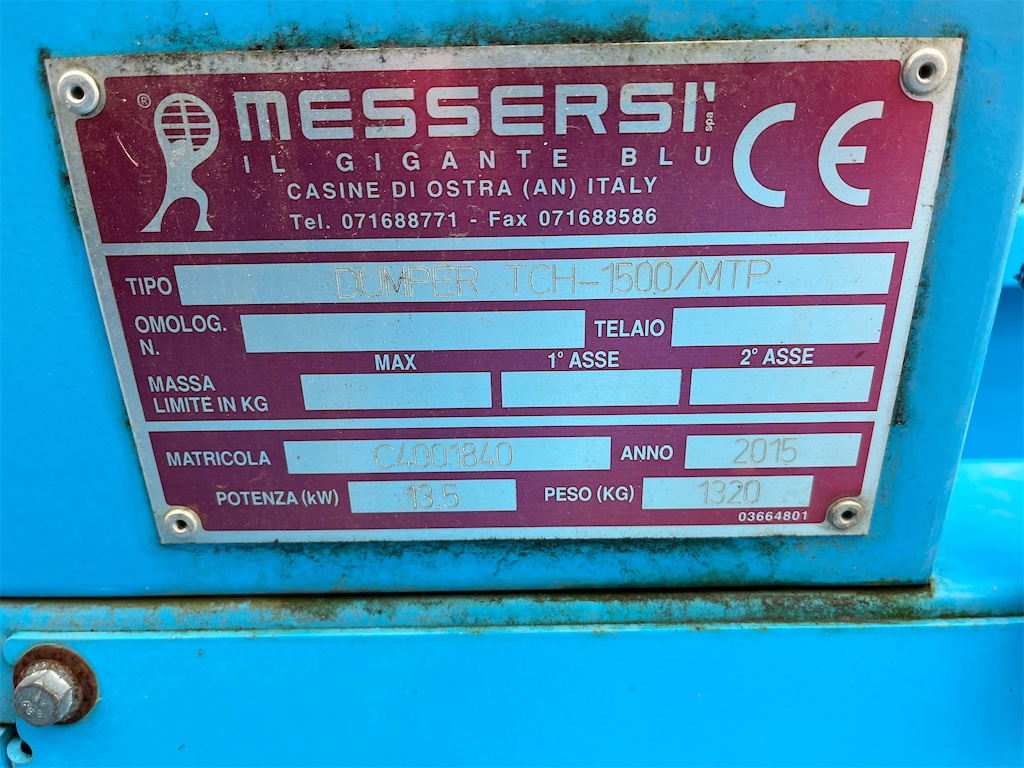 ® MESSERSI' spa
IL GIGANTE BLU
CASINE DI OSTRA (AN) ITALY
Tel. 071688771 - Fax 071688586
CE
TIPO DUMPER TCH-1500/MTP
OMOLOG. N. TELAIO
MAX 1° ASSE 2° ASSE
MASSA LIMITE IN KG
MATRICOLA C4001840 ANNO 2015
POTENZA (kW) 13,5 PESO (KG) 1320
03664801